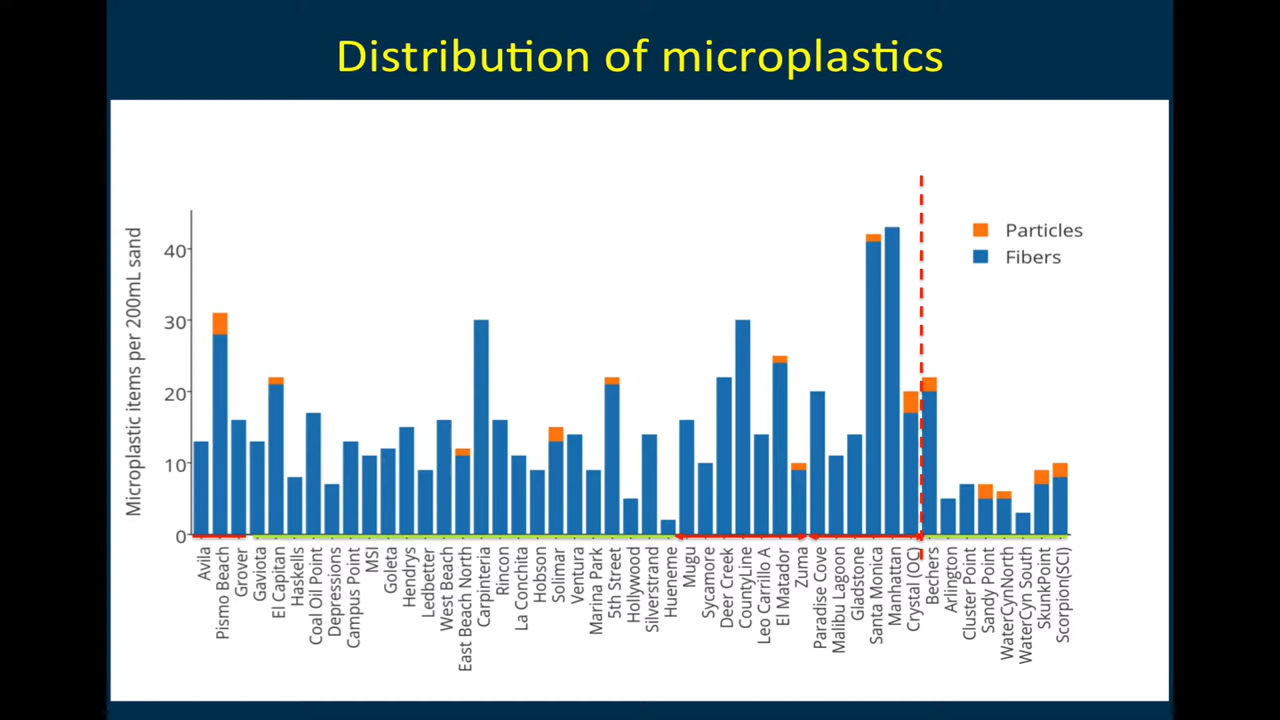 Distribution of microplastics
Microplastic items per 200mL sand
40
30
20
10
0
Particles
Fibers
Avila
Pismo Beach
Grover
Gaviota
El Capitan
Haskells
Coal Oil Point
Depressions
Campus Point
MSI
Goleta
Hendrys
Ledbetter
West Beach
East Beach North
Carpinteria
Rincon
La Conchita
Hobson
Solimar
Ventura
Marina Park
5th Street
Hollywood
Silverstrand
Hueneme
Mugu
Sycamore
Deer Creek
CountyLine
Leo Carrillo A
El Matador
Zuma
Paradise Cove
Malibu Lagoon
Gladstone
Santa Monica
Manhattan
Crystal (OC)
Bechers
Arlington
Cluster Point
Sandy Point
WaterCynNorth
WaterCyn South
SkunkPoint
Scorpion(SCI)